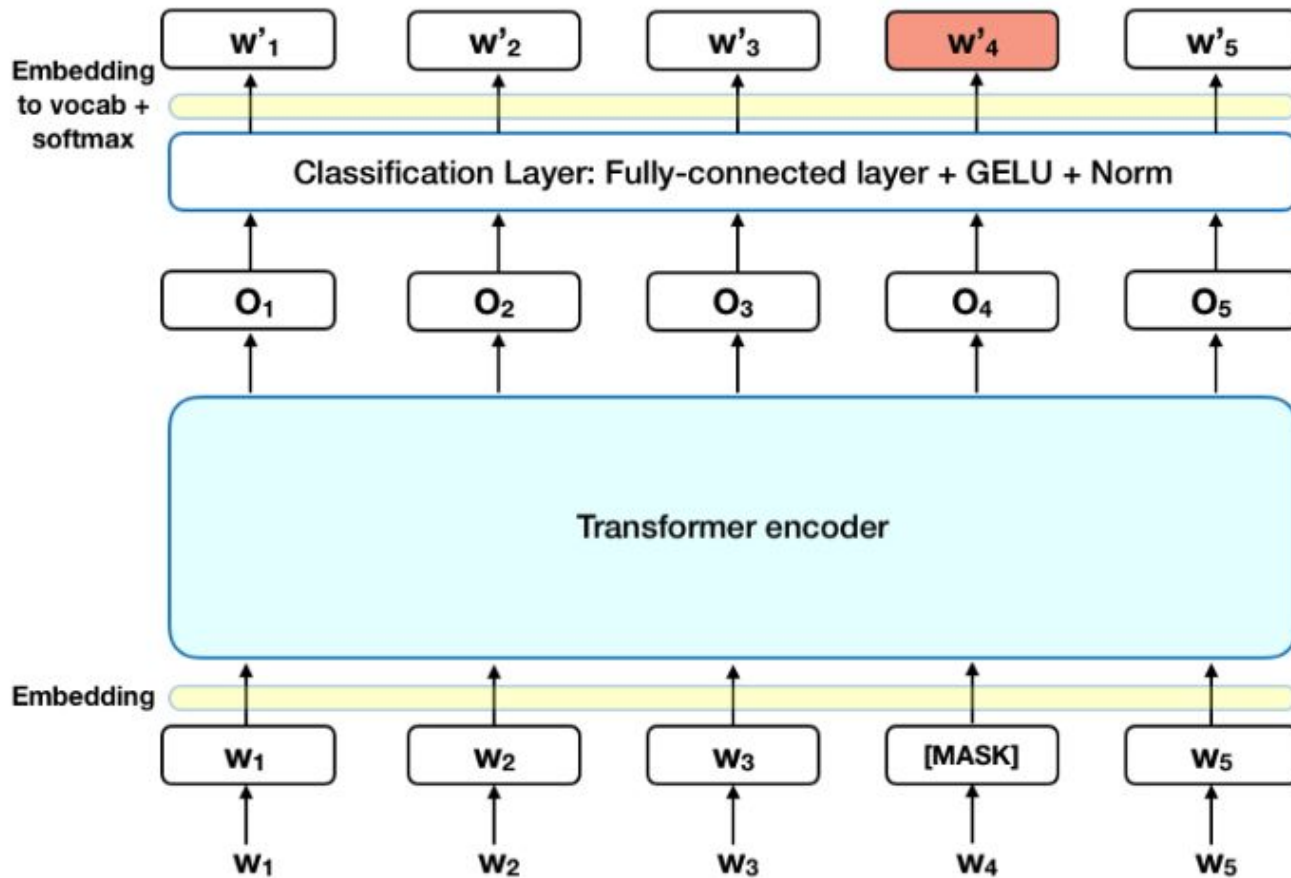 w'₁ w'₂ w'₃ w'₄ w'₅
Embedding
to vocab +
softmax
Classification Layer: Fully-connected layer + GELU + Norm
O₁ O₂ O₃ O₄ O₅
Transformer encoder
Embedding
w₁ w₂ w₃ [MASK] w₅
w₁ w₂ w₃ w₄ w₅